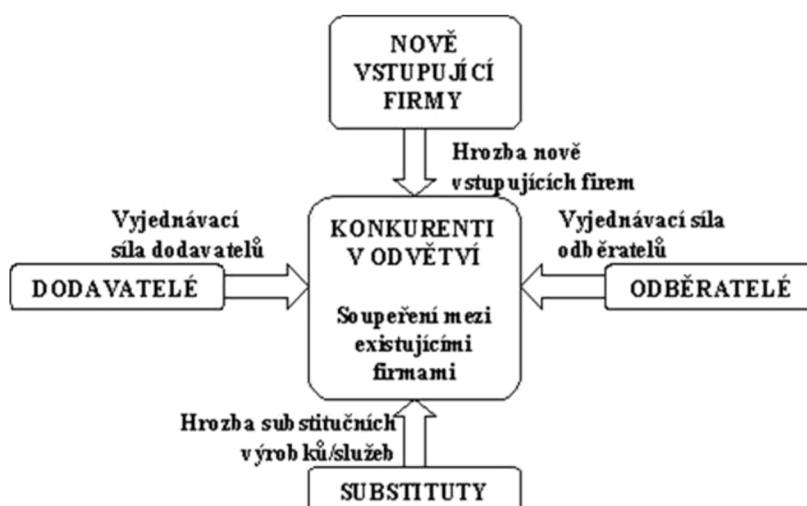 NOVĚ
VSTUPUJÍCÍ
FIRMY
Hrozba nově
vstupujících firem
Vyjednávací
síla dodavatelů
DODAVATELÉ
KONKURENTI
V ODVĚTVÍ
Soupeření mezi
existujícími
firmami
Vyjednávací síla
odběratelů
ODBĚRATELÉ
Hrozba substitučních
výrobků/služeb
SUBSTITUTY